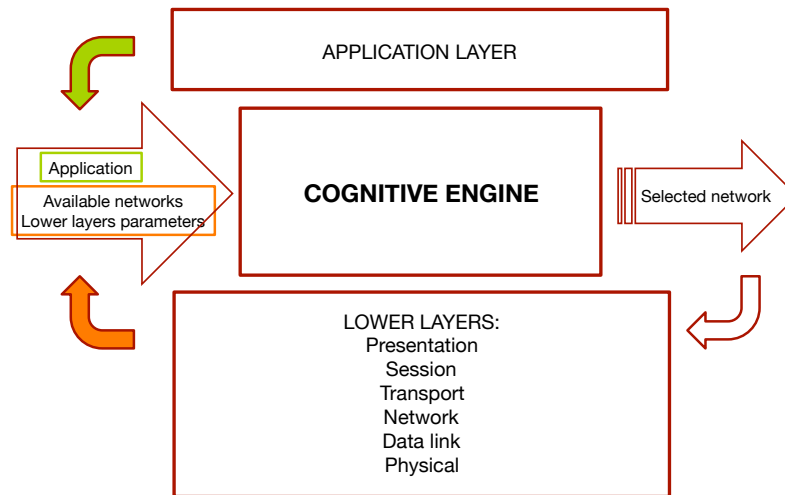 APPLICATION LAYER
Application
Available networks
Lower layers parameters
COGNITIVE ENGINE
Selected network
LOWER LAYERS:
Presentation
Session
Transport
Network
Data link
Physical